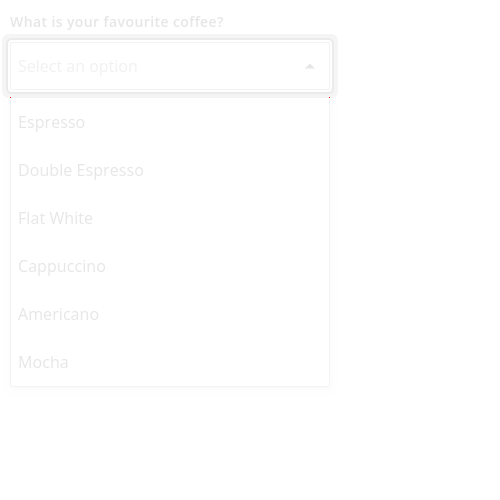 What is your favourite coffee?
Select an option
Espresso
Double Espresso
Flat White
Cappuccino
Americano
Mocha